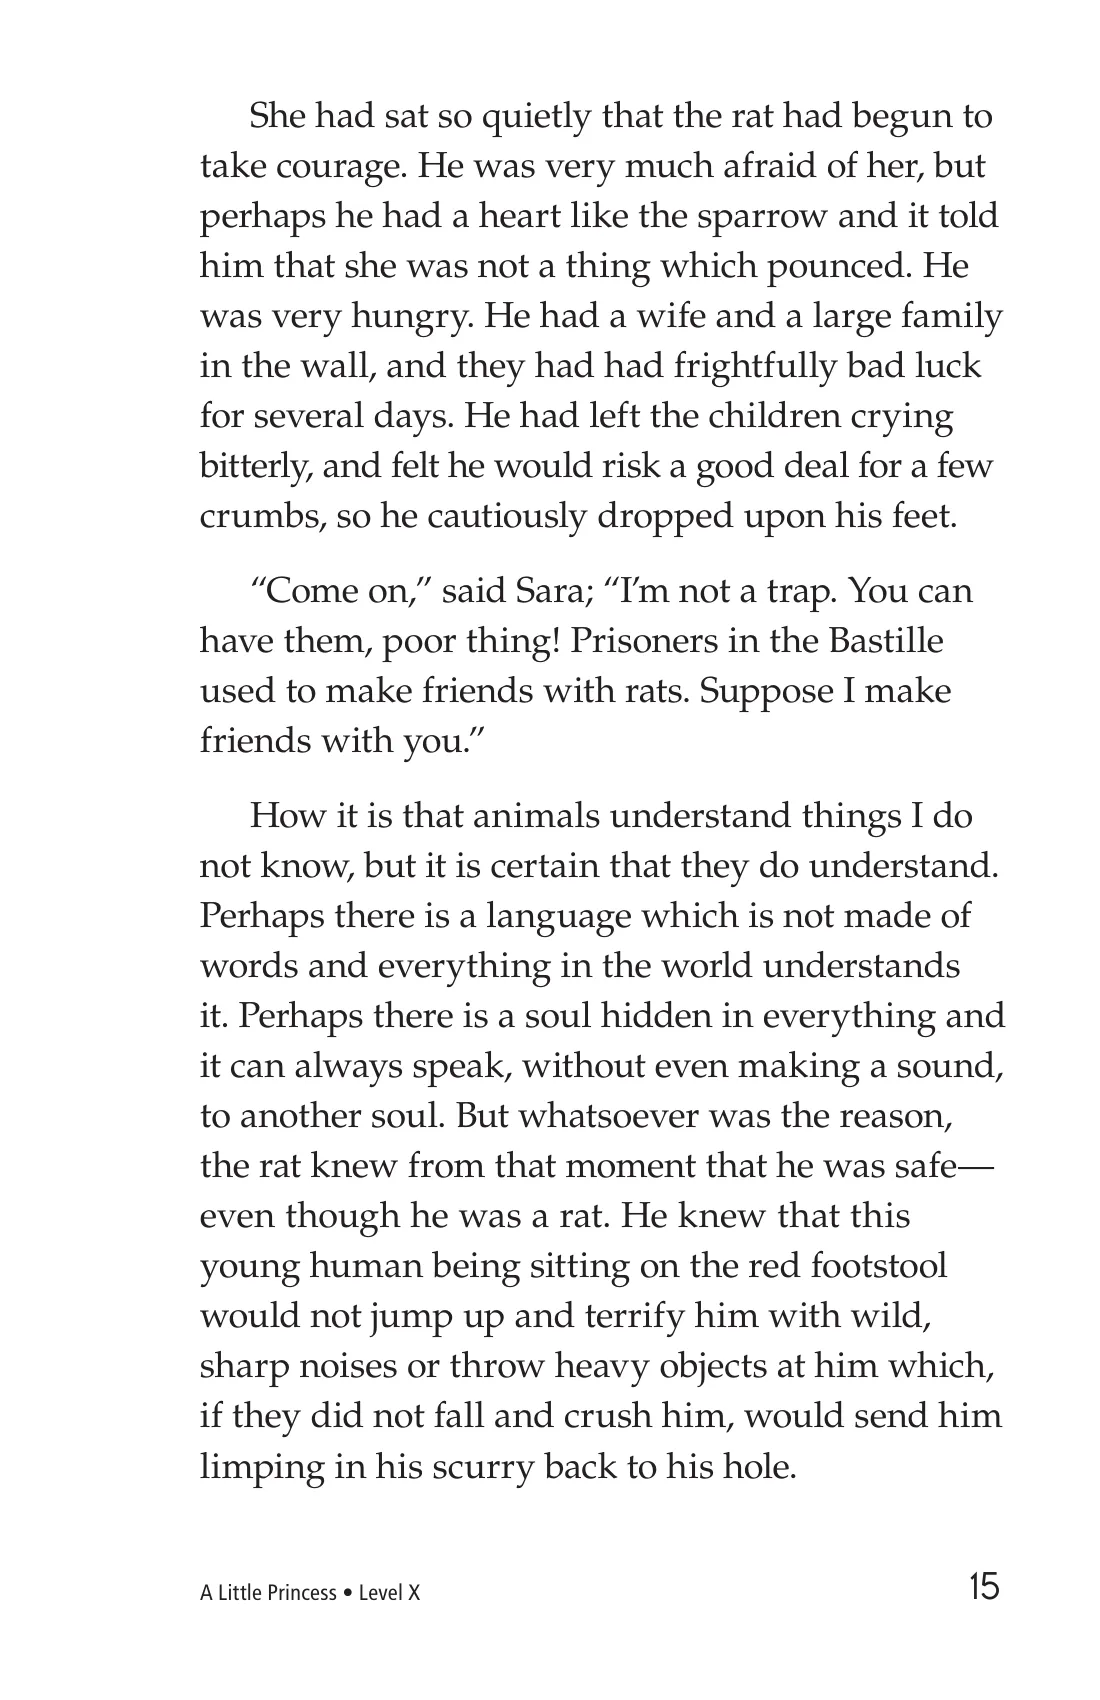 She had sat so quietly that the rat had begun to
take courage. He was very much afraid of her, but
perhaps he had a heart like the sparrow and it told
him that she was not a thing which pounced. He
was very hungry. He had a wife and a large family
in the wall, and they had had frightfully bad luck
for several days. He had left the children crying
bitterly, and felt he would risk a good deal for a few
crumbs, so he cautiously dropped upon his feet.
“Come on,” said Sara; “I’m not a trap. You can
have them, poor thing! Prisoners in the Bastille
used to make friends with rats. Suppose I make
friends with you.”
How it is that animals understand things I do
not know, but it is certain that they do understand.
Perhaps there is a language which is not made of
words and everything in the world understands
it. Perhaps there is a soul hidden in everything and
it can always speak, without even making a sound,
to another soul. But whatsoever was the reason,
the rat knew from that moment that he was safe—
even though he was a rat. He knew that this
young human being sitting on the red footstool
would not jump up and terrify him with wild,
sharp noises or throw heavy objects at him which,
if they did not fall and crush him, would send him
limping in his scurry back to his hole.
A Little Princess • Level X
15